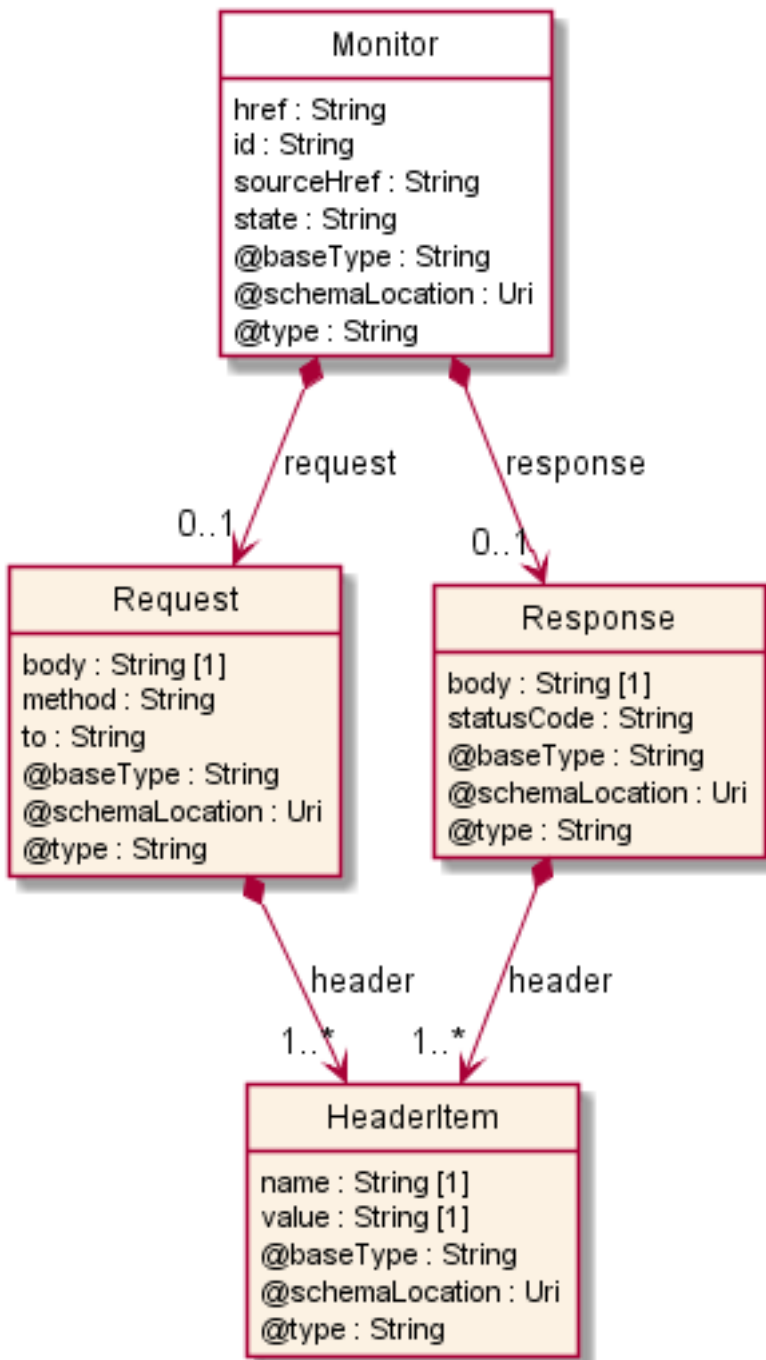 Monitor
href : String
id : String
sourceHref : String
state : String
@baseType : String
@schemaLocation : Uri
@type : String
request
response
0..1
0..1
Request
body : String [1]
method : String
to : String
@baseType : String
@schemaLocation : Uri
@type : String
Response
body : String [1]
statusCode : String
@baseType : String
@schemaLocation : Uri
@type : String
header
header
1..*
1..*
HeaderItem
name : String [1]
value : String [1]
@baseType : String
@schemaLocation : Uri
@type : String